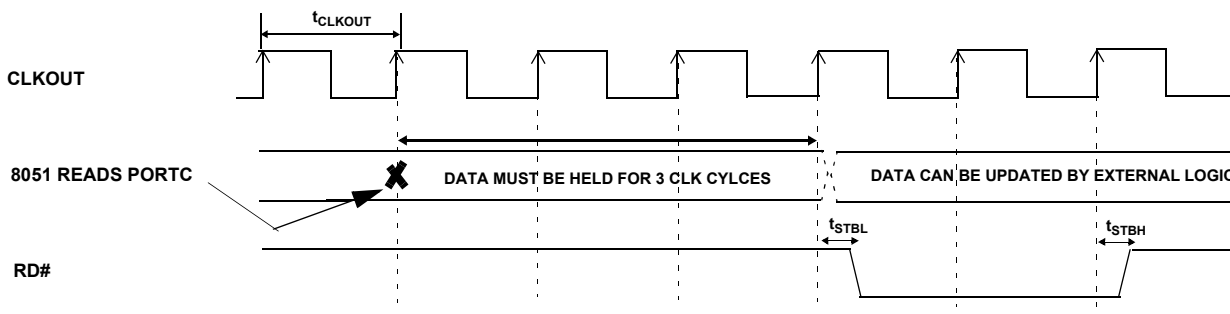 tCLKOUT
CLKOUT
8051 READS PORTC
DATA MUST BE HELD FOR 3 CLK CYLCES
DATA CAN BE UPDATED BY EXTERNAL LOGIC
tSTBL
tSTBH
RD#